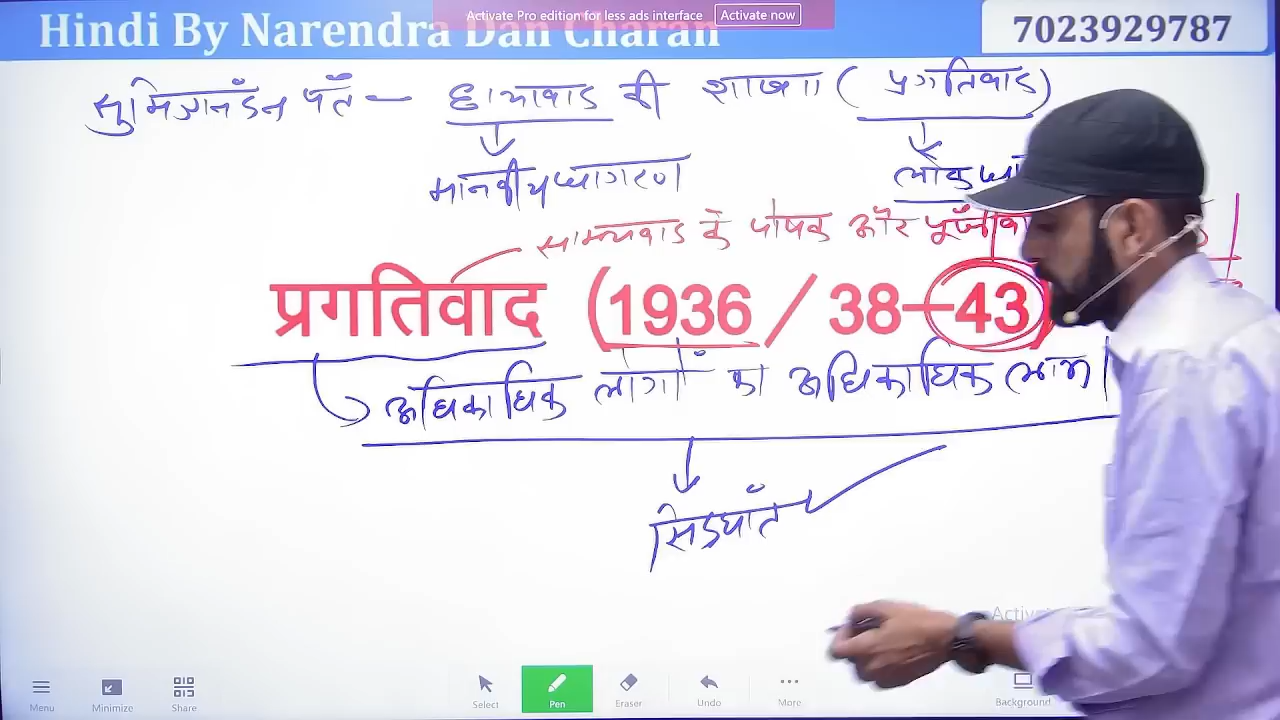 Activate Pro edition for less ads interface Activate now
Hindi By Narendra Dan Charan
7023929787
सुमित्रानंदन पंत – छायावाद की शाखा (प्रगतिवाद)
मानवीय जागरण
लोक
साम्यवाद के पोषक और
प्रगतिवाद (1936 / 38-43)
अधिकाधिक लोगों का अधिकाधिक लाभ।
सिद्धांत
Menu Minimize Share Select Pen Eraser Undo More Background